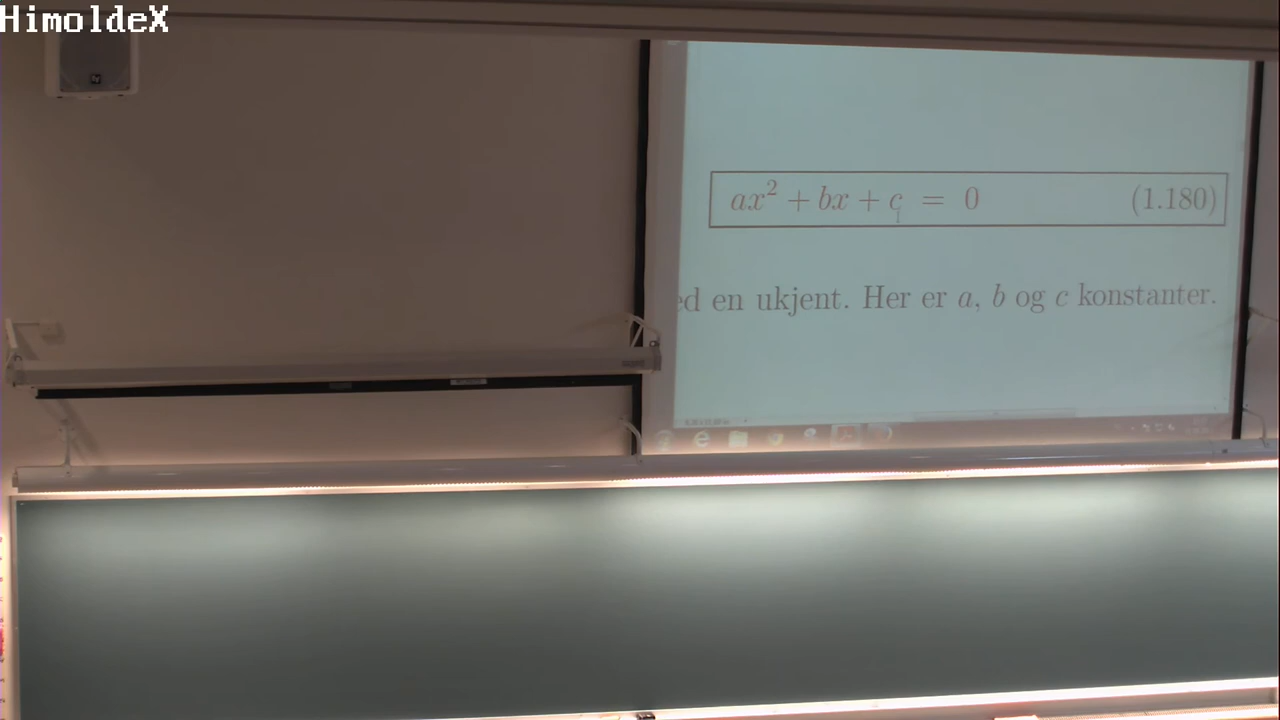 HimoldeX
ax² + bx + c = 0 (1.180)
ed en ukjent. Her er a, b og c konstanter.